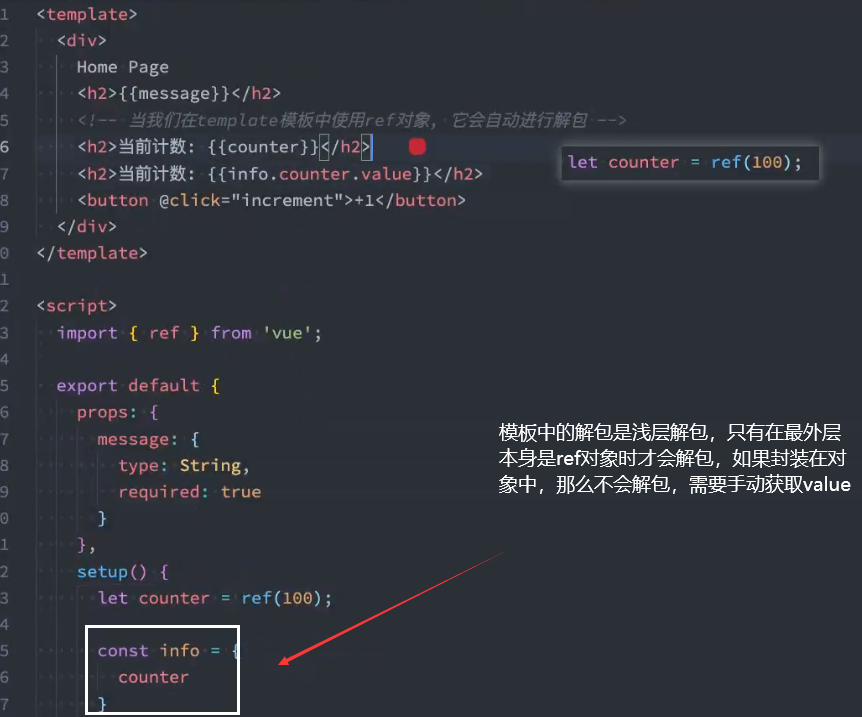 1 <template>
2 <div>
3 Home Page
4 <h2>{{message}}</h2>
5 <!-- 当我们在template模板中使用ref对象, 它会自动进行解包 -->
6 <h2>当前计数: {{counter}}</h2>
let counter = ref(100);
7 <h2>当前计数: {{info.counter.value}}</h2>
8 <button @click="increment">+1</button>
9 </div>
0 </template>
1
2 <script>
3 import { ref } from 'vue';
4
5 export default {
6 props: {
7 message: {
8 type: String,
9 required: true
0 }
1 },
2 setup() {
3 let counter = ref(100);
4
5 const info = {
6 counter
7 }
模板中的解包是浅层解包，只有在最外层
本身是ref对象时才会解包，如果封装在对
象中，那么不会解包，需要手动获取value